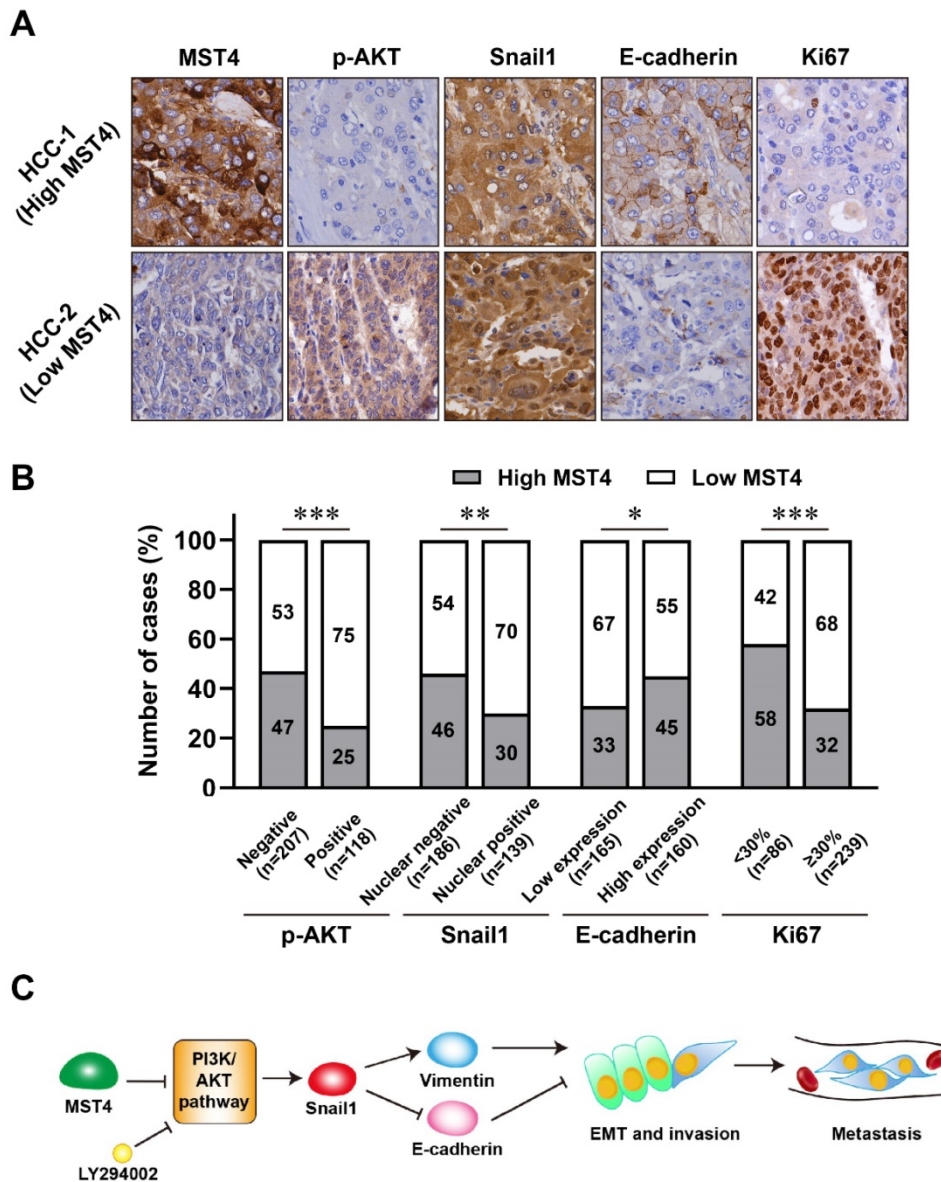 A
MST4 p-AKT Snail1 E-cadherin Ki67
HCC-1
(High MST4)
HCC-2
(Low MST4)
B
High MST4 Low MST4
*** ** * ***
Number of cases (%)
100
80
60
40
20
0
53 75 54 70 67 55 42 68
47 25 46 30 33 45 58 32
Negative
(n=207)
Positive
(n=118)
Nuclear negative
(n=186)
Nuclear positive
(n=139)
Low expression
(n=165)
High expression
(n=160)
<30%
(n=86)
≥30%
(n=239)
p-AKT Snail1 E-cadherin Ki67
C
MST4
LY294002
PI3K/
AKT
pathway
Snail1
Vimentin
E-cadherin
EMT and invasion
Metastasis